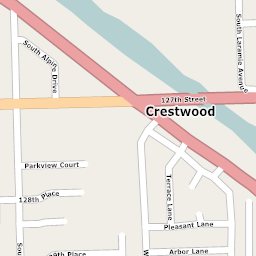 South Laramie Avenue
South Alpine Drive
127th Street
Crestwood
Parkview Court
Terrace Lane
128th Place
Pleasant Lane
Arbor Lane
Place